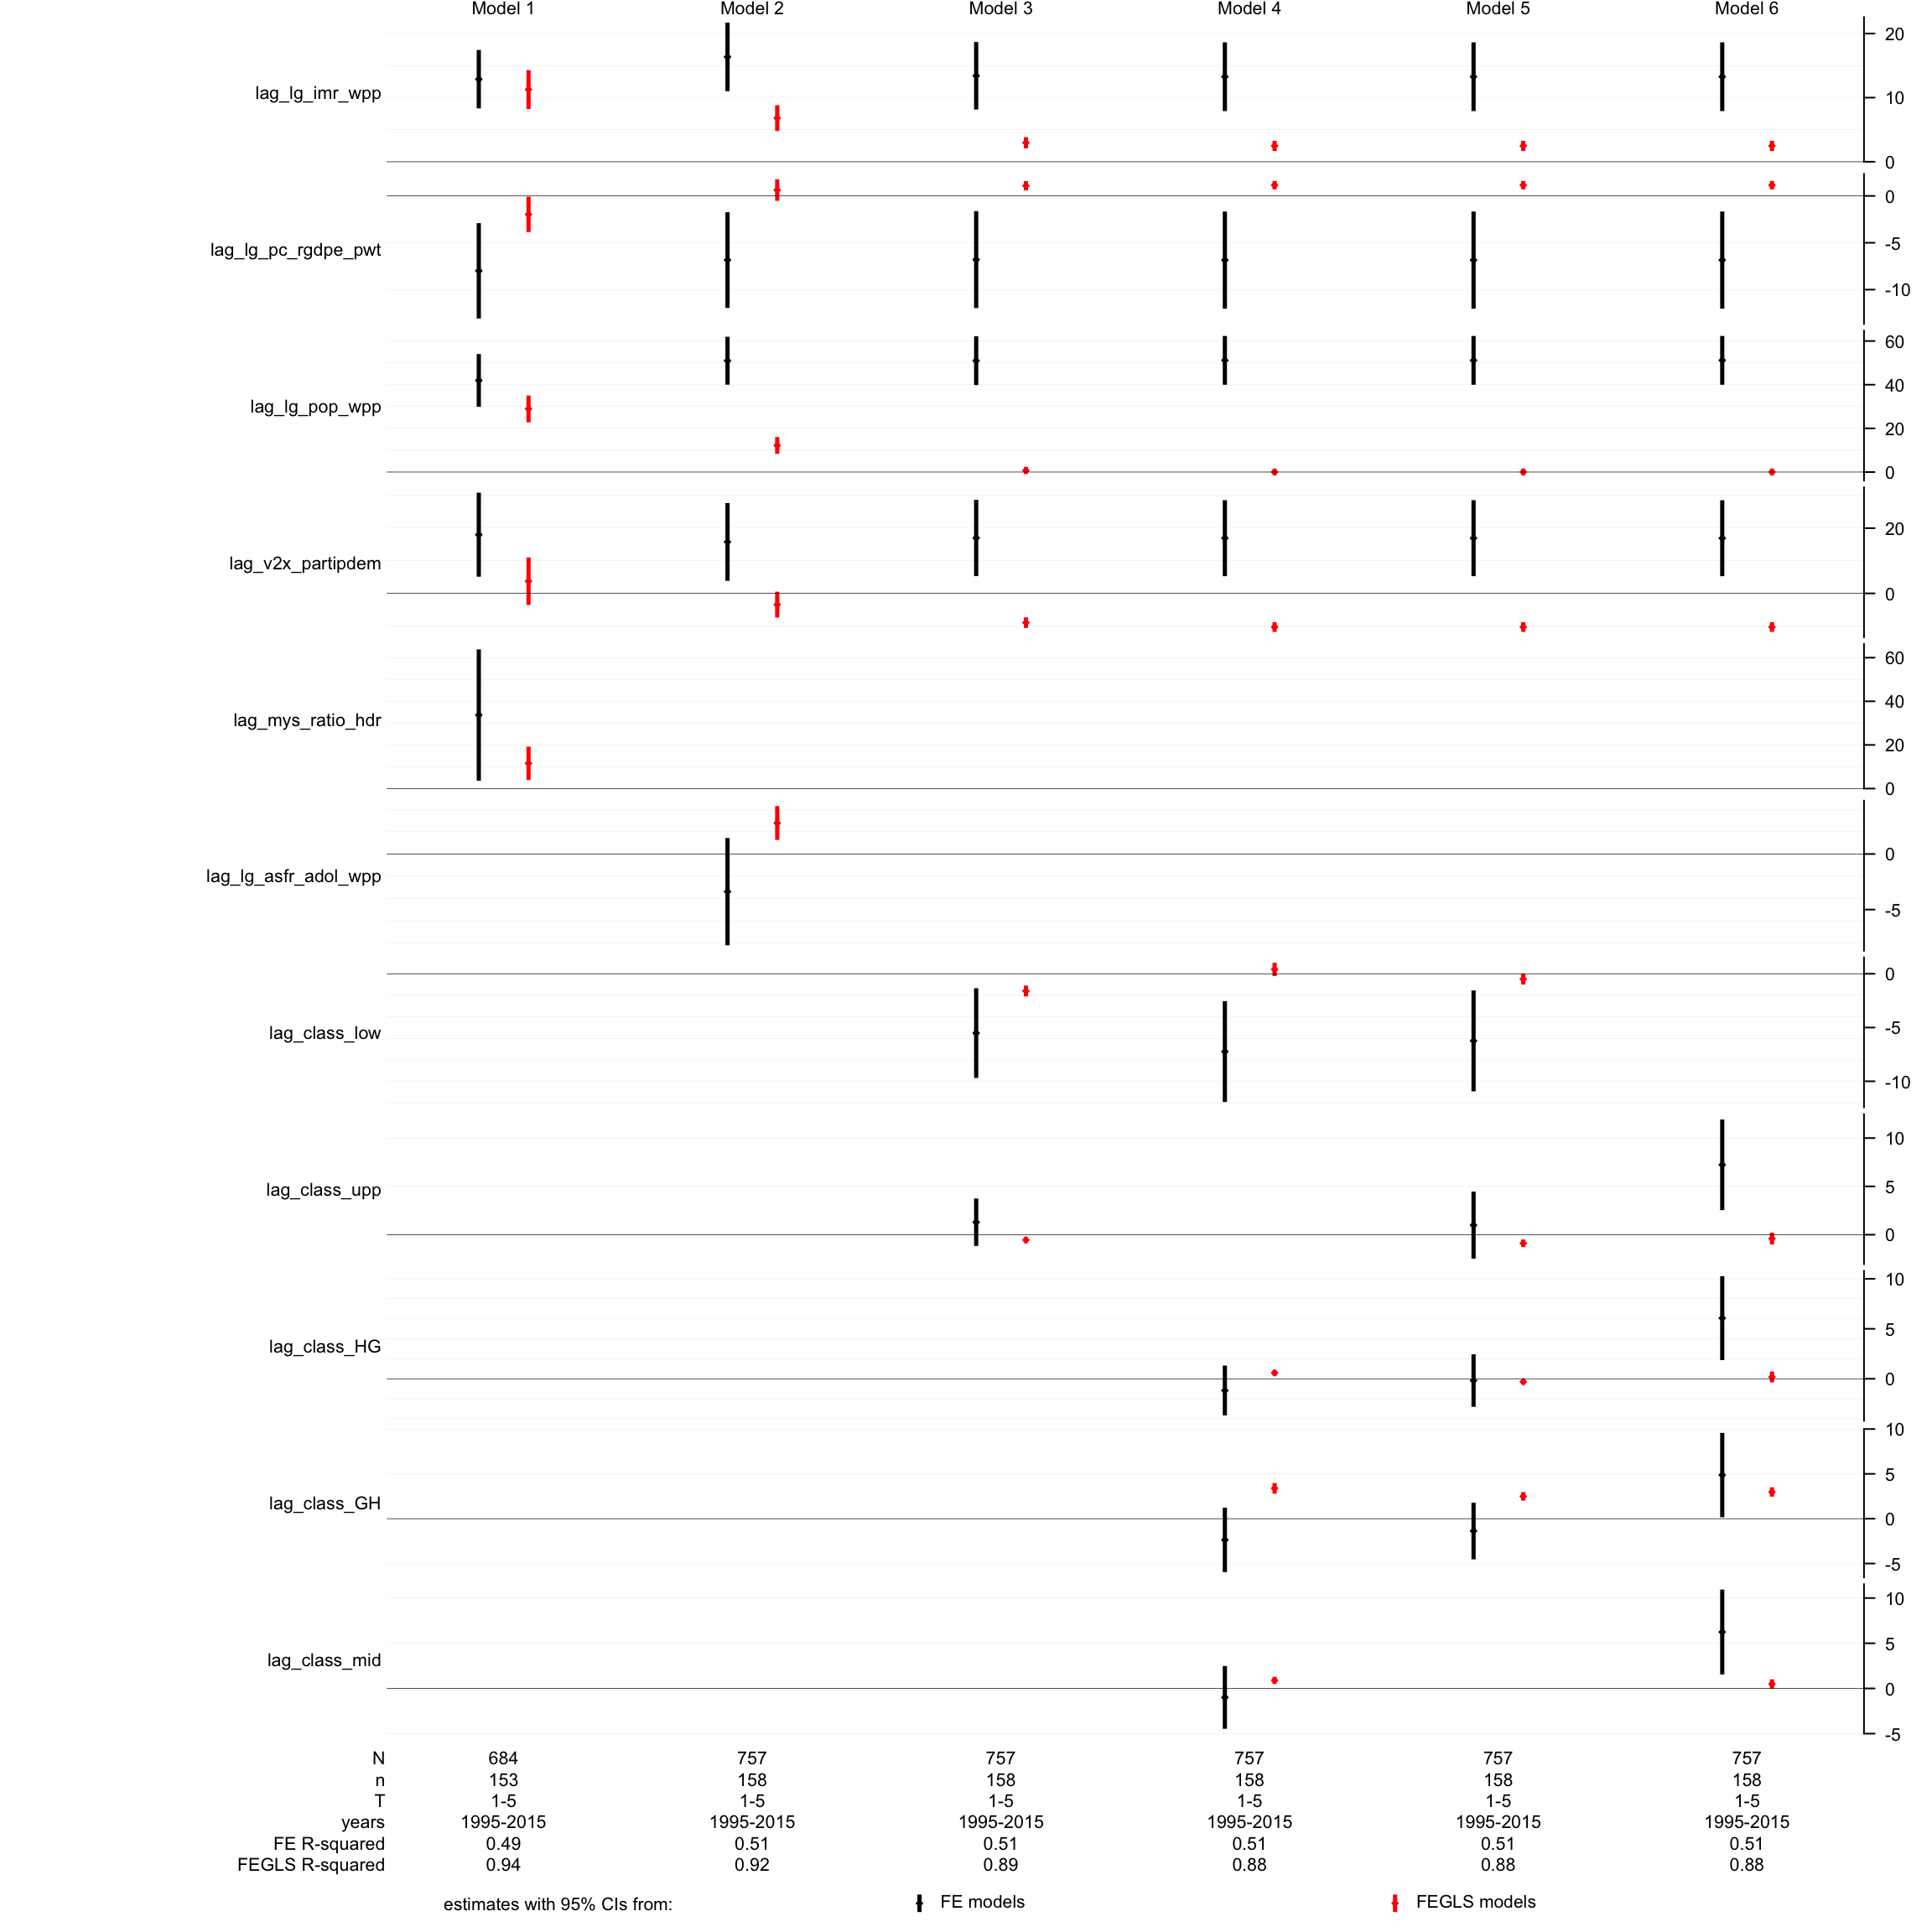 Model 1 Model 2 Model 3 Model 4 Model 5 Model 6
20
lag_lg_imr_wpp
10
0
0
lag_lg_pc_rgdpe_pwt
-5
-10
60
40
lag_lg_pop_wpp
20
0
20
lag_v2x_partipdem
0
60
40
lag_mys_ratio_hdr
20
0
0
lag_lg_asfr_adol_wpp
-5
0
lag_class_low
-5
-10
10
lag_class_upp
5
0
10
5
lag_class_HG
0
10
5
lag_class_GH
0
-5
10
5
lag_class_mid
0
-5
N 684 757 757 757 757 757
n 153 158 158 158 158 158
T 1-5 1-5 1-5 1-5 1-5 1-5
years 1995-2015 1995-2015 1995-2015 1995-2015 1995-2015 1995-2015
FE R-squared 0.49 0.51 0.51 0.51 0.51 0.51
FEGLS R-squared 0.94 0.92 0.89 0.88 0.88 0.88
estimates with 95% CIs from: FE models FEGLS models